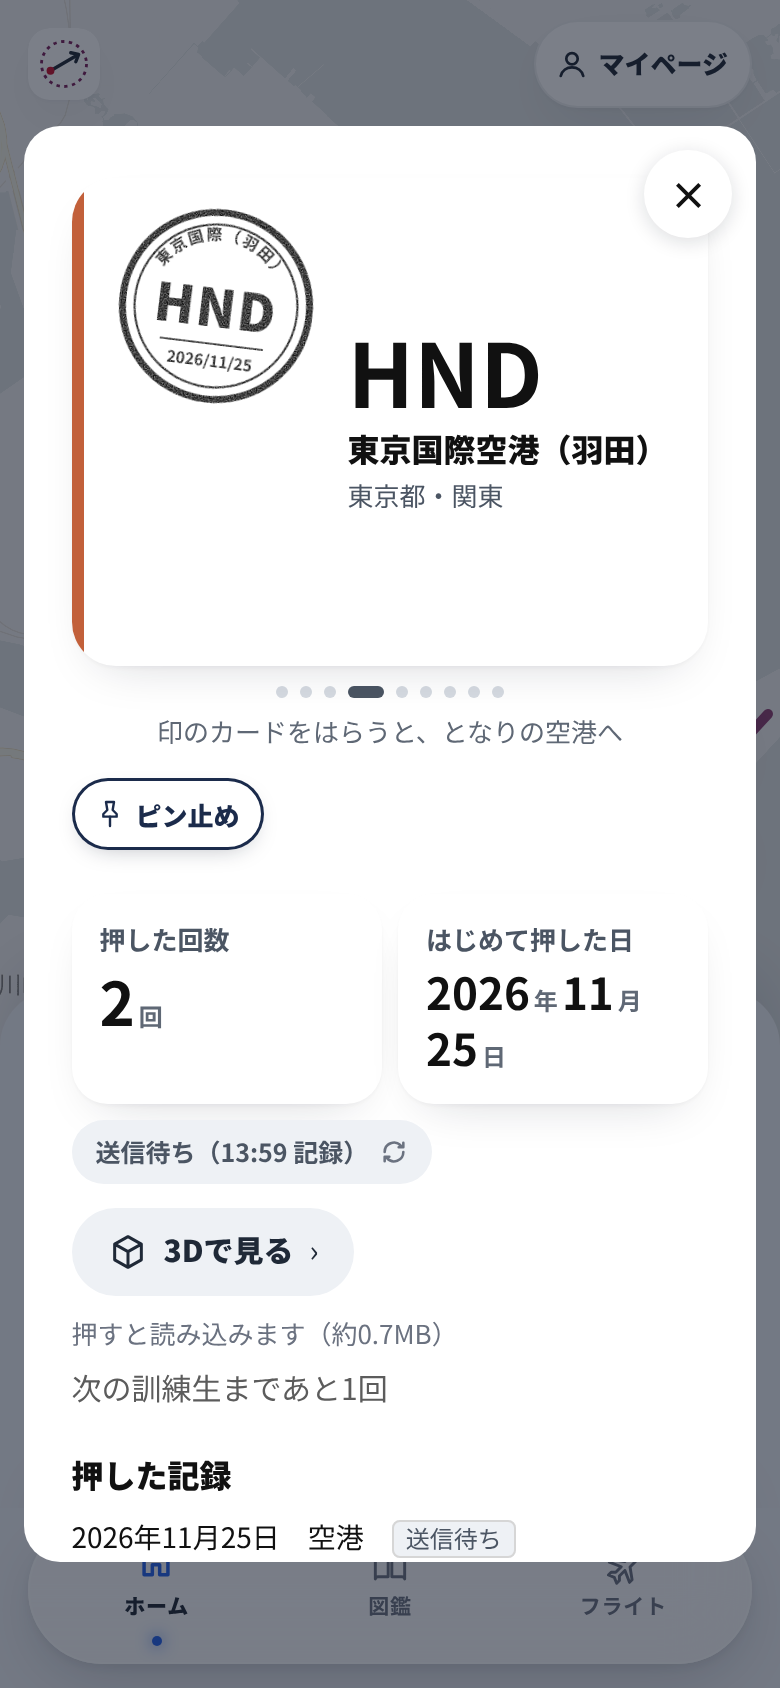 マイページ
東京国際（羽田）
HND
2026/11/25
HND
東京国際空港（羽田）
東京都・関東
印のカードをはらうと、となりの空港へ
ピン止め
押した回数
2回
はじめて押した日
2026年11月
25日
送信待ち（13:59 記録）
3Dで見る ›
押すと読み込みます（約0.7MB）
次の訓練生まであと1回
押した記録
2026年11月25日 空港 送信待ち
川
ホーム
図鑑
フライト